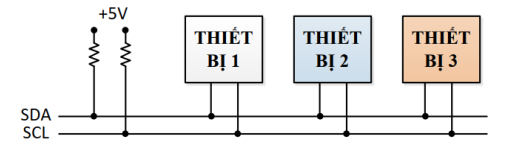 +5V
THIẾT
BỊ 1
THIẾT
BỊ 2
THIẾT
BỊ 3
SDA
SCL